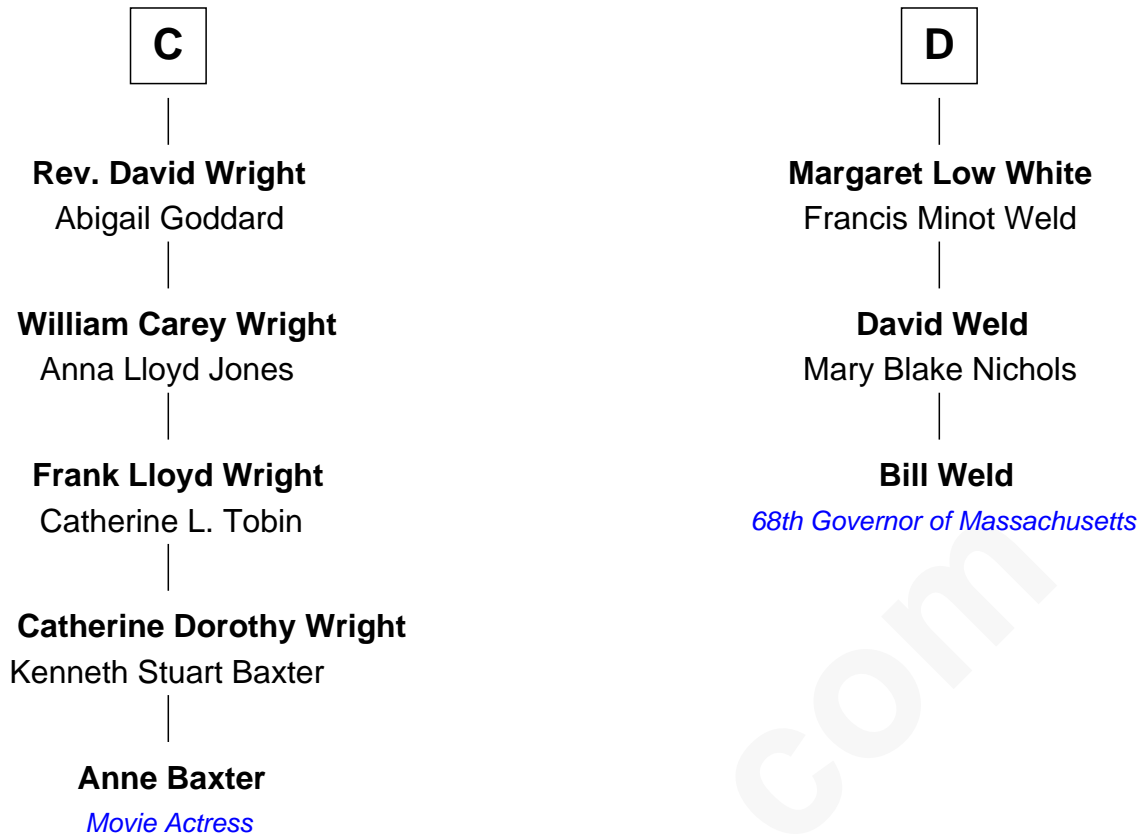 C
Rev. David Wright
Abigail Goddard
William Carey Wright
Anna Lloyd Jones
Frank Lloyd Wright
Catherine L. Tobin
Catherine Dorothy Wright
Kenneth Stuart Baxter
Anne Baxter
Movie Actress
D
Margaret Low White
Francis Minot Weld
David Weld
Mary Blake Nichols
Bill Weld
68th Governor of Massachusetts
com